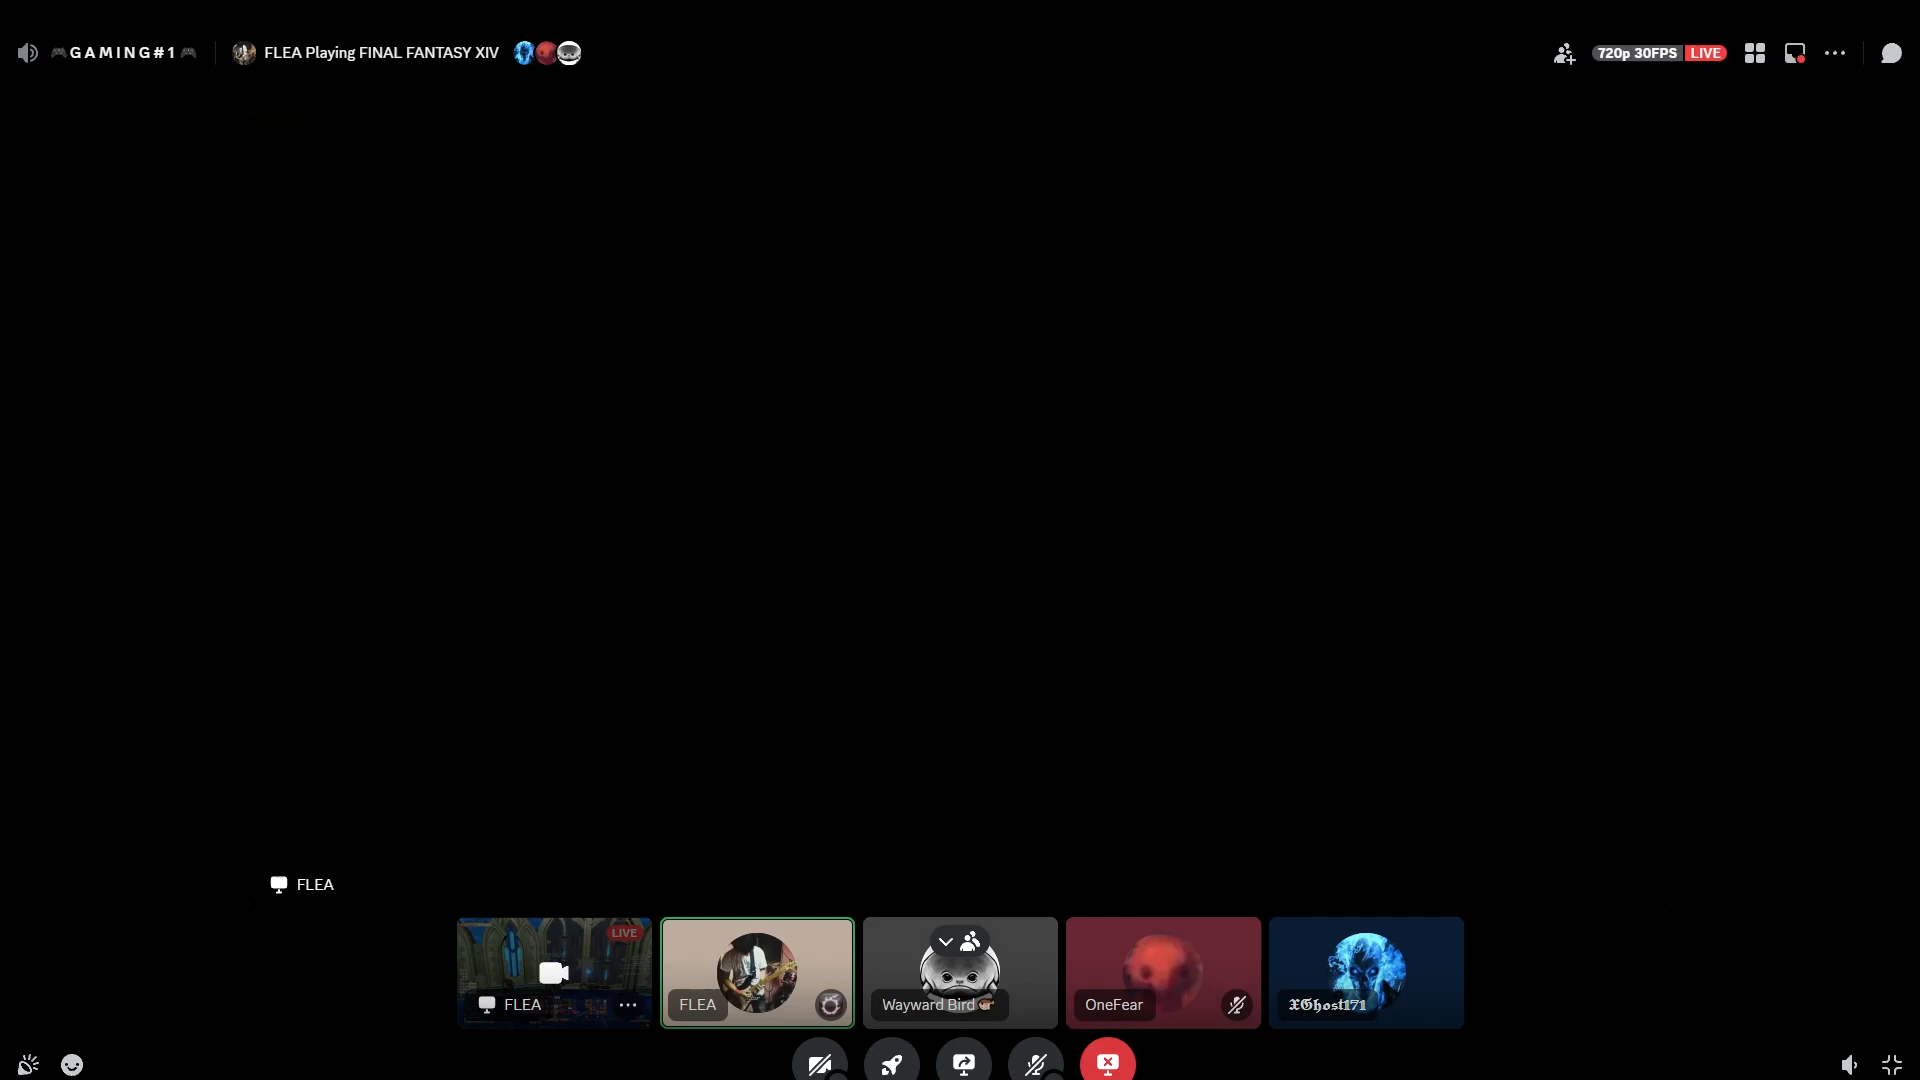 🎮GAMING#1🎮
FLEA Playing FINAL FANTASY XIV
720p 30FPS LIVE
FLEA
LIVE
FLEA
FLEA
Wayward Bird
OneFear
𝖃𝕲𝖍𝖔𝖘𝖙171